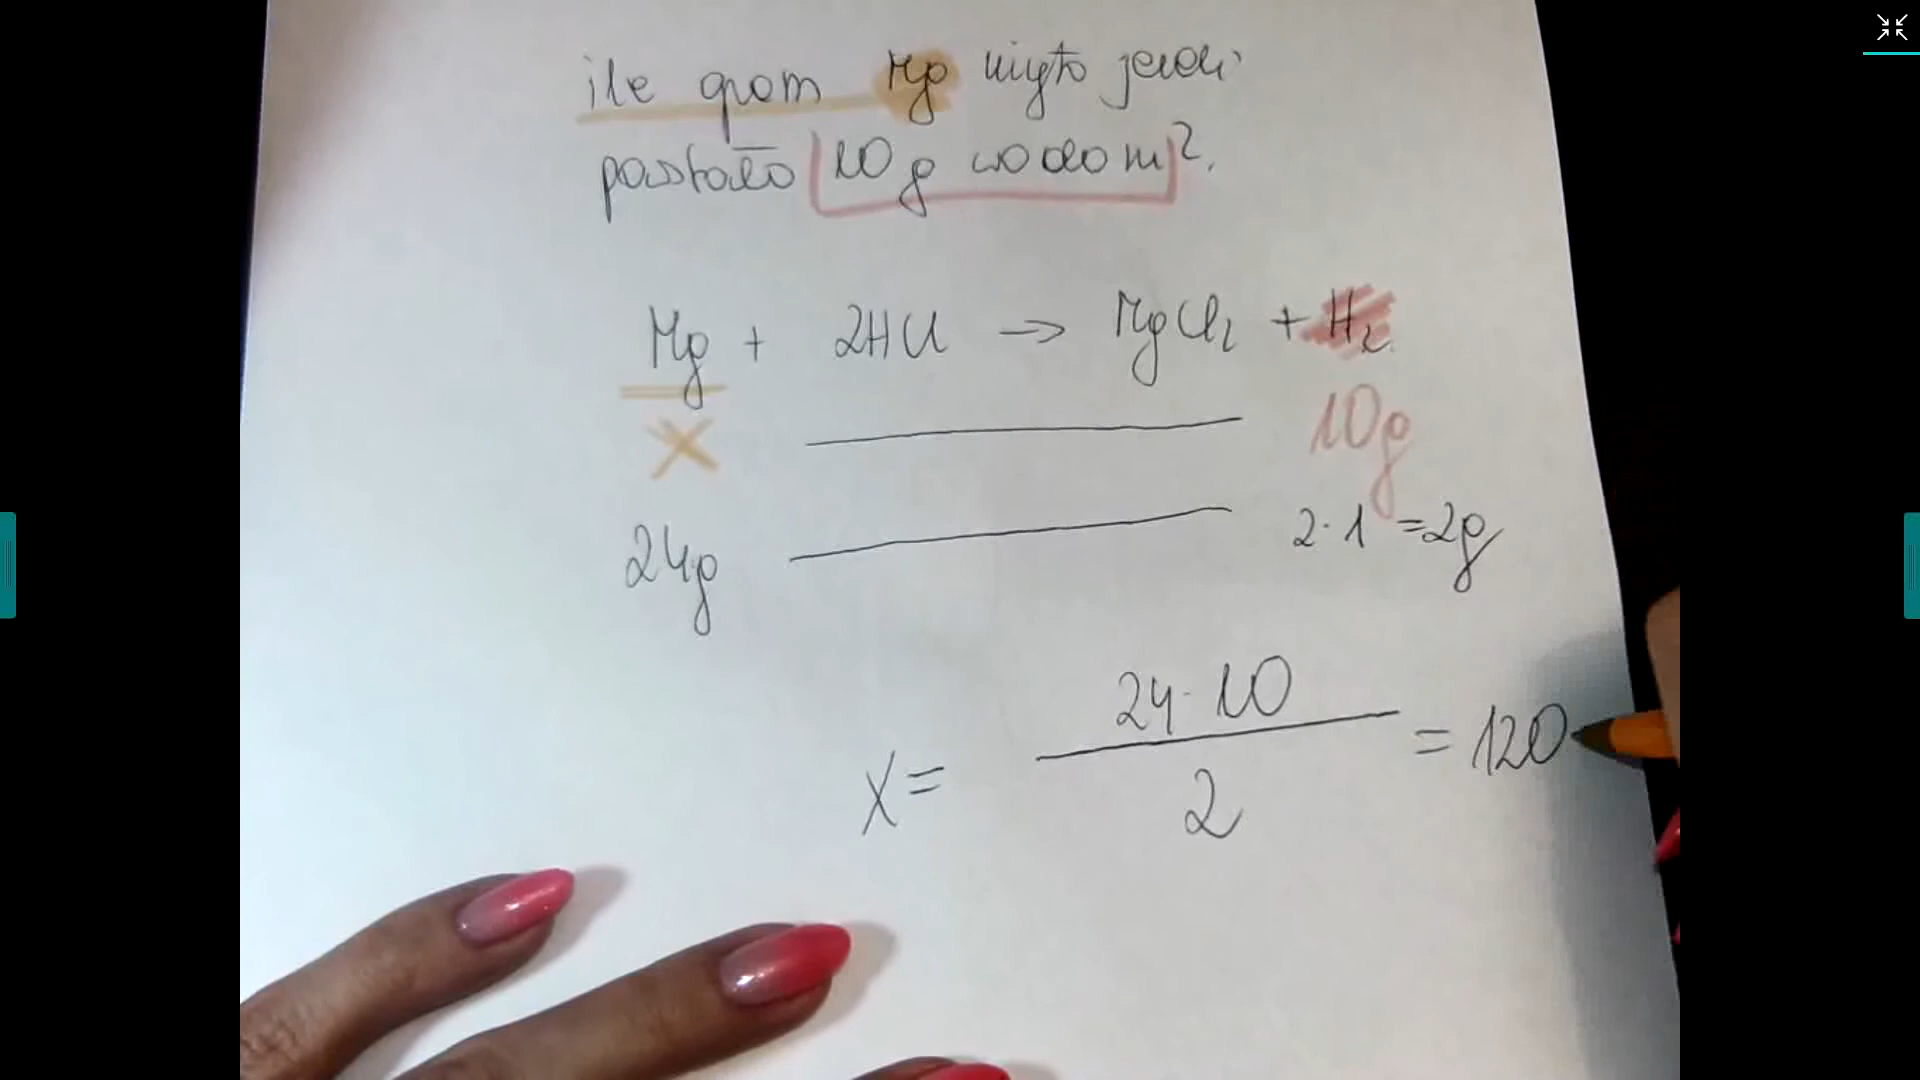 ile gram Mg użyto jeżeli
powstało 10g wodoru?
Mg + 2HCl → MgCl₂ + H₂
X 10g
24g 2·1 = 2g
24·10
X= = 120
2